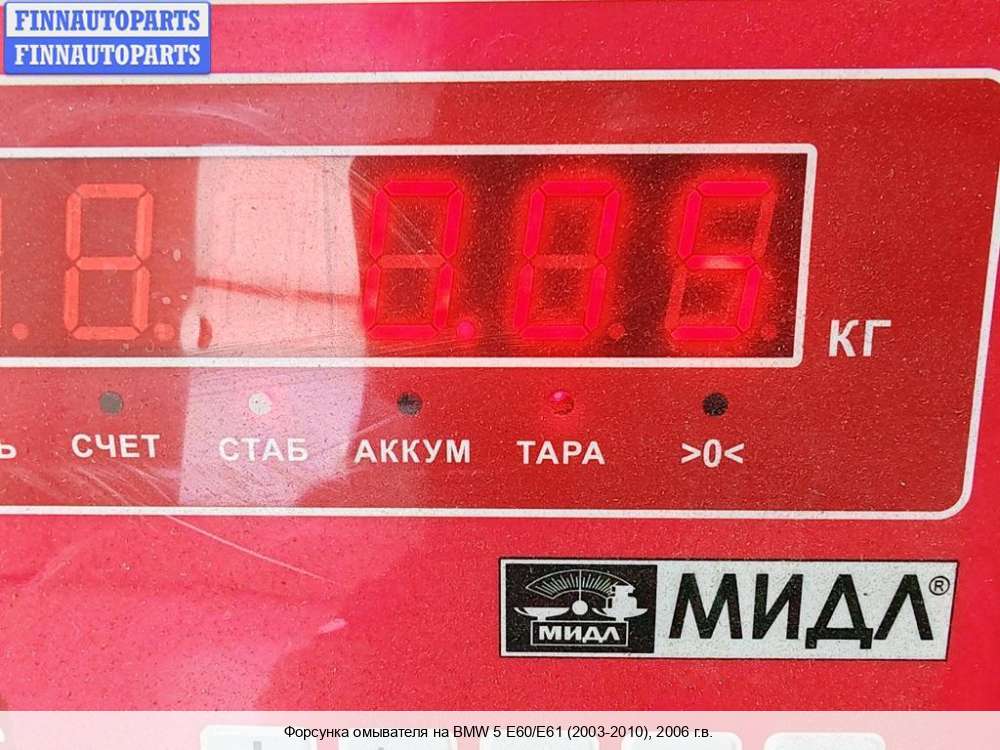 FINNAUTOPARTS
FINNAUTOPARTS
0.05
КГ
СЧЕТ СТАБ АККУМ ТАРА >0<
МИДЛ МИДЛ®
Форсунка омывателя на BMW 5 E60/E61 (2003-2010), 2006 г.в.